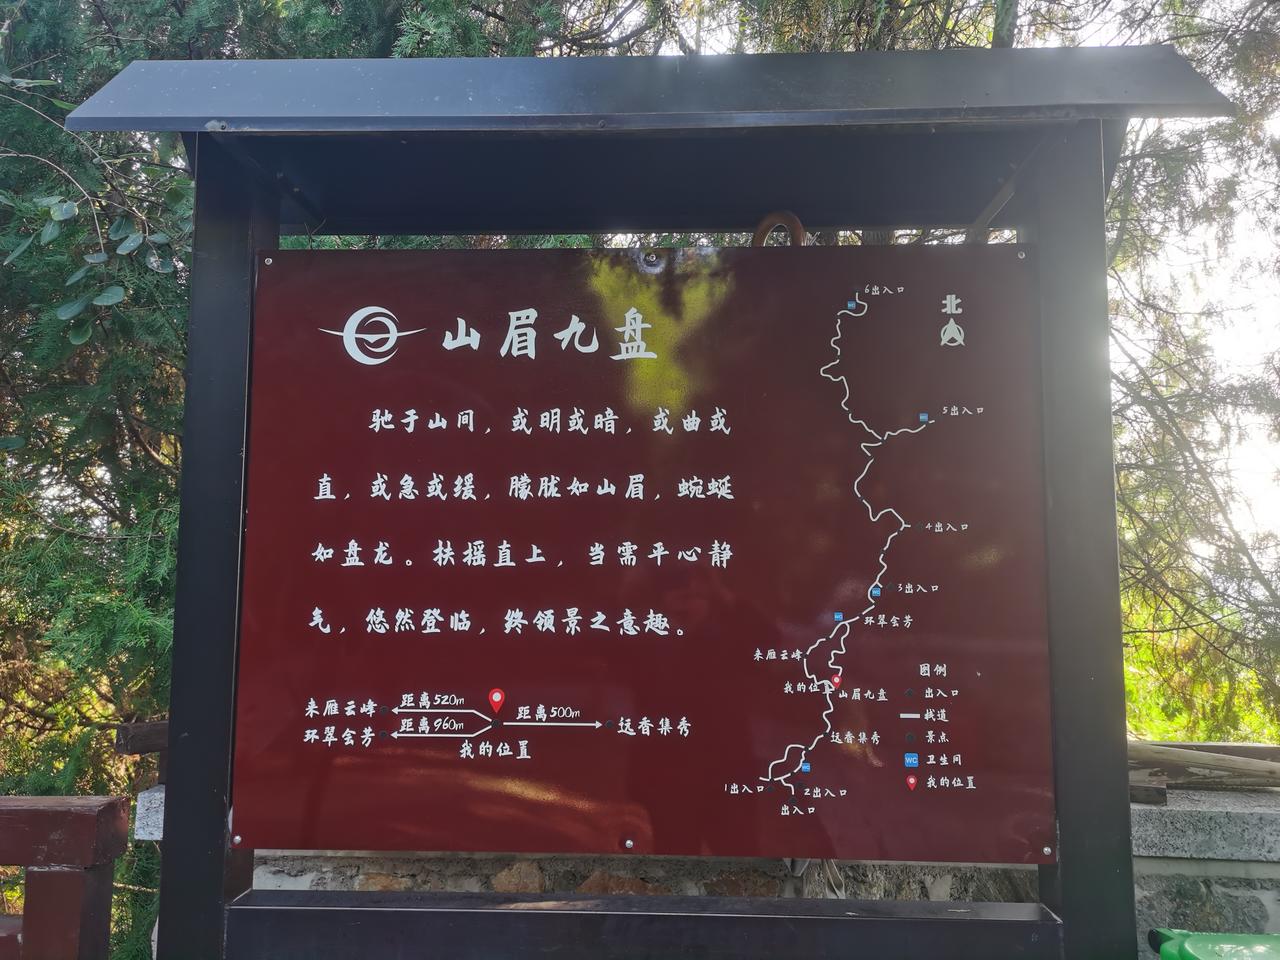 山眉九盘
驰于山间，或明或暗，或曲或
直，或急或缓，朦胧如山眉，蜿蜒
如盘龙。扶摇直上，当需平心静
气，悠然登临，终领景之意趣。
来雁云峰 距离520m
环翠会芳 距离960m
我的位置
距离500m 远香集秀
北
WC 6出入口
WC 5出入口
4出入口
WC 3出入口
WC 环翠会芳
来雁云峰
我的位 山眉九盘
远香集秀
WC
1出入口 2出入口
出入口
图例
出入口
栈道
景点
WC 卫生间
我的位置